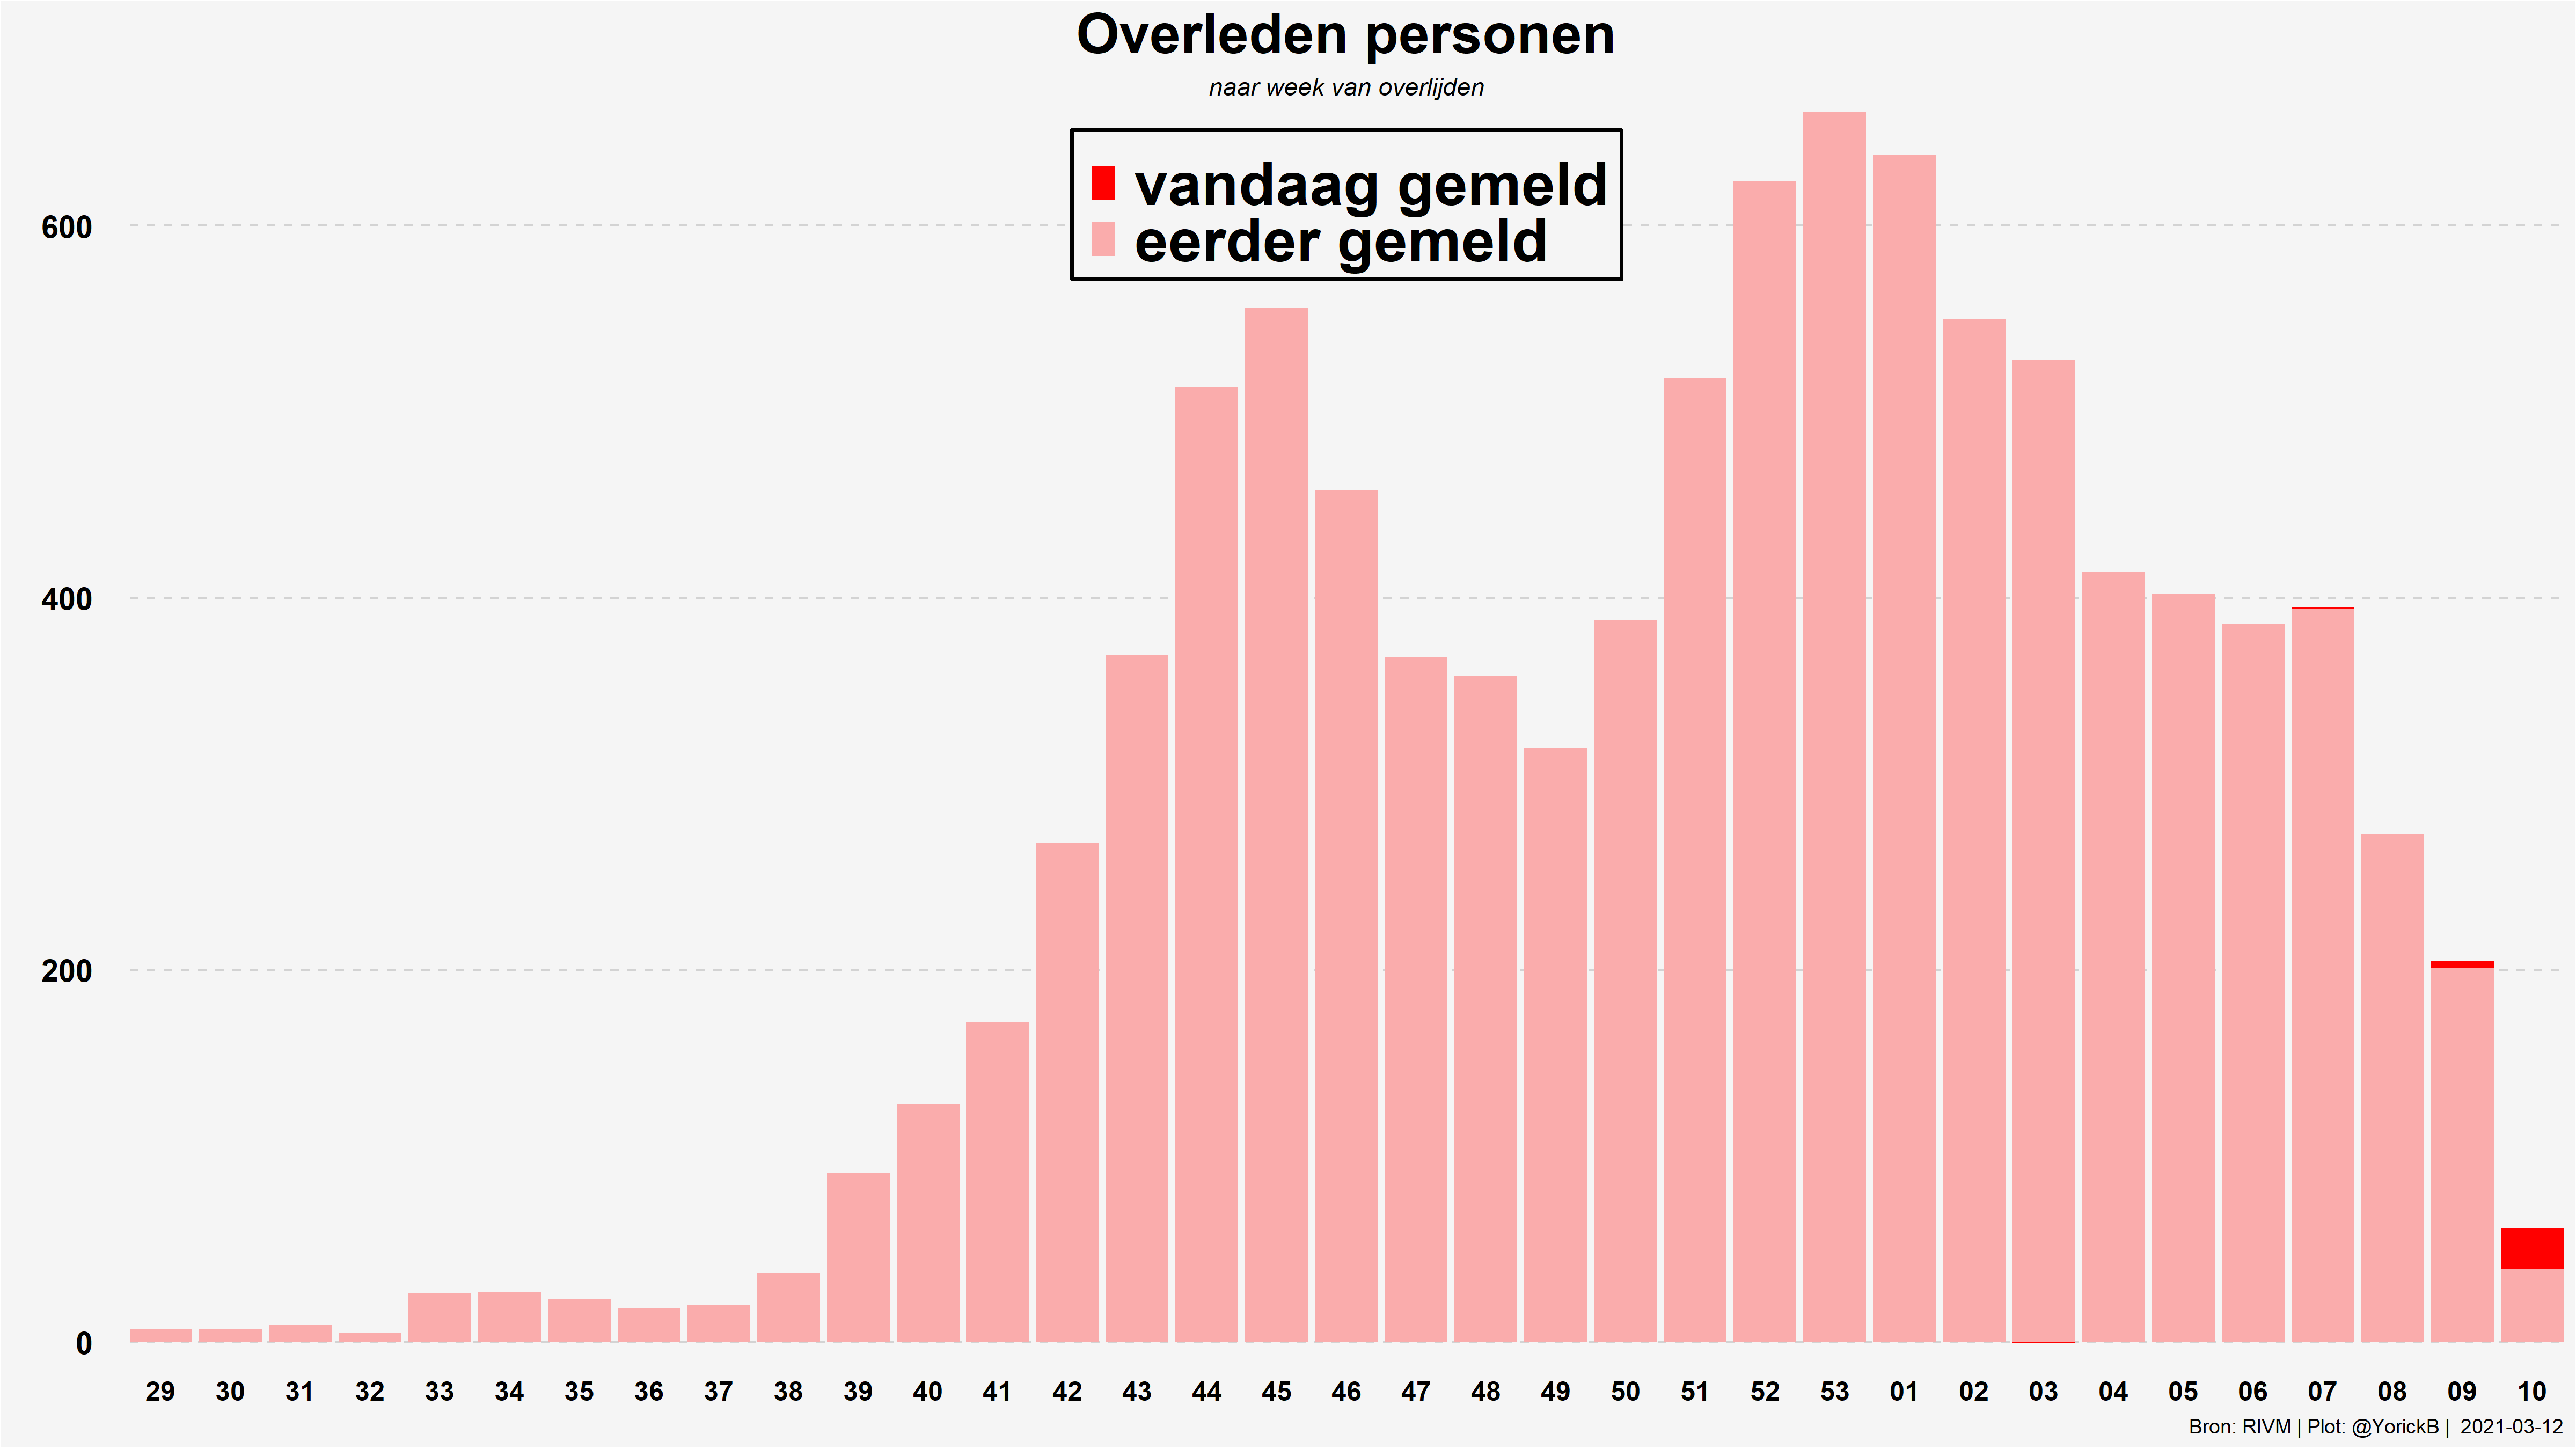 Overleden personen
naar week van overlijden
vandaag gemeld
eerder gemeld
600
400
200
0
29 30 31 32 33 34 35 36 37 38 39 40 41 42 43 44 45 46 47 48 49 50 51 52 53 01 02 03 04 05 06 07 08 09 10
Bron: RIVM | Plot: @YorickB | 2021-03-12